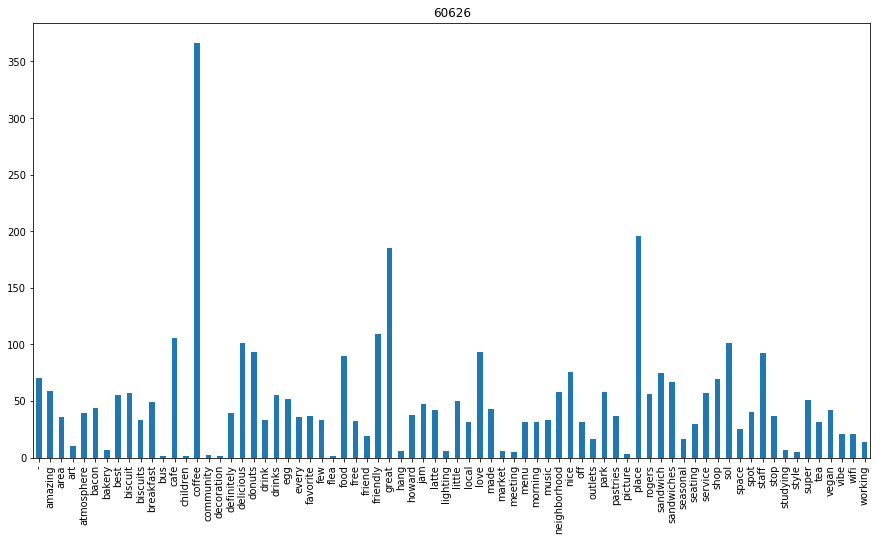 60626
350
300
250
200
150
100
50
0
-
amazing
area
art
atmosphere
bacon
bakery
best
biscuit
biscuits
breakfast
bus
cafe
children
coffee
community
decoration
definitely
delicious
donuts
drink
drinks
egg
every
favorite
few
flea
food
free
friend
friendly
great
hang
howard
jam
latte
lighting
little
local
love
made
market
meeting
menu
morning
music
neighborhood
nice
off
outlets
park
pastries
picture
place
rogers
sandwich
sandwiches
seasonal
seating
service
shop
sol
space
spot
staff
stop
studying
style
super
tea
vegan
vibe
wifi
working